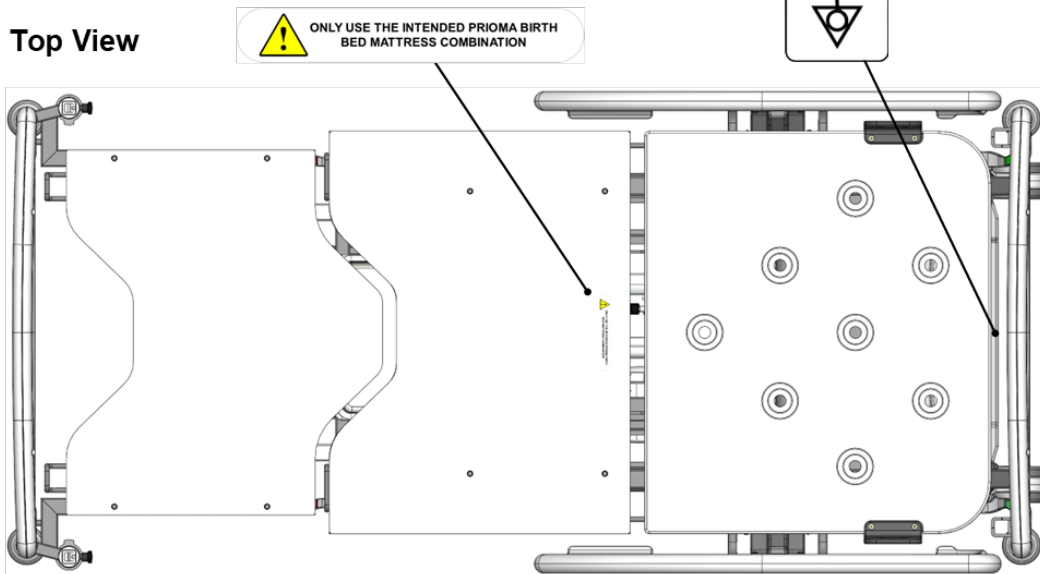 Top View
ONLY USE THE INTENDED PRIOMA BIRTH
BED MATTRESS COMBINATION